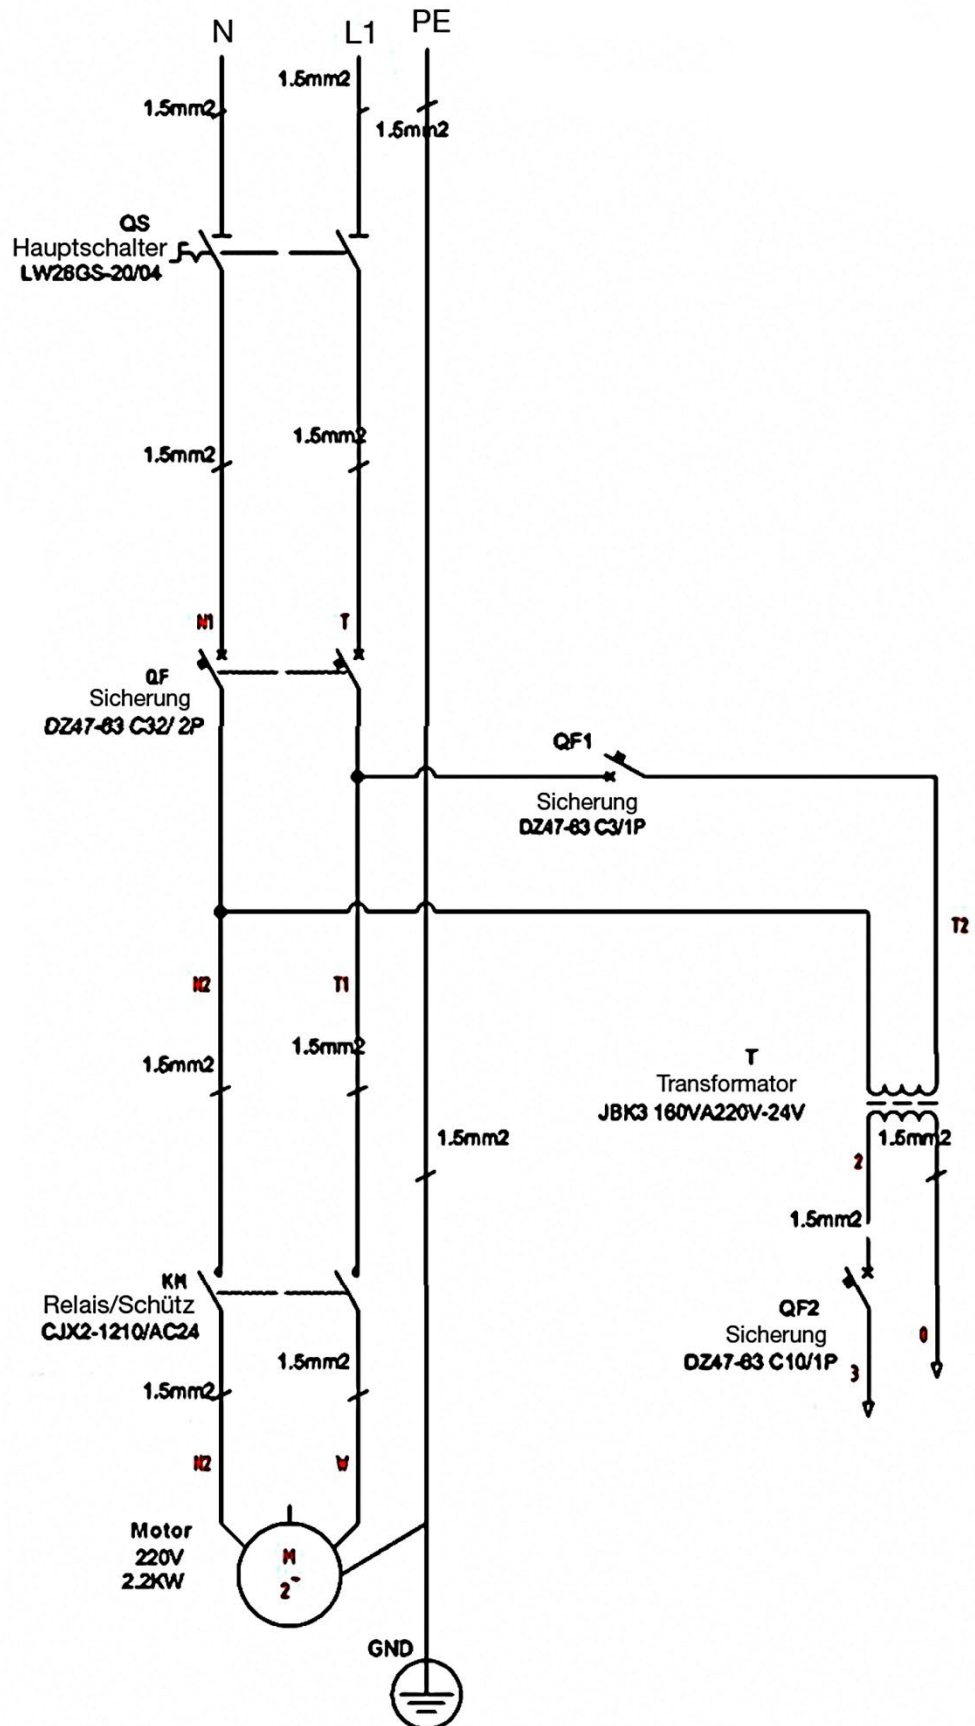 N
L1
PE
1.5mm2
1.5mm2
1.5mm2
QS
Hauptschalter
LW26GS-20/04
1.5mm2
1.5mm2
N1
T
QF
Sicherung
DZ47-63 C32/ 2P
QF1
Sicherung
DZ47-63 C3/1P
T2
N2
T1
1.5mm2
1.5mm2
T
Transformator
JBK3 160VA220V-24V
1.5mm2
1.5mm2
2
1.5mm2
KM
Relais/Schütz
CJX2-1210/AC24
QF2
Sicherung
DZ47-63 C10/1P
0
3
1.5mm2
1.5mm2
N2
W
Motor
220V
2.2KW
M
2~
GND